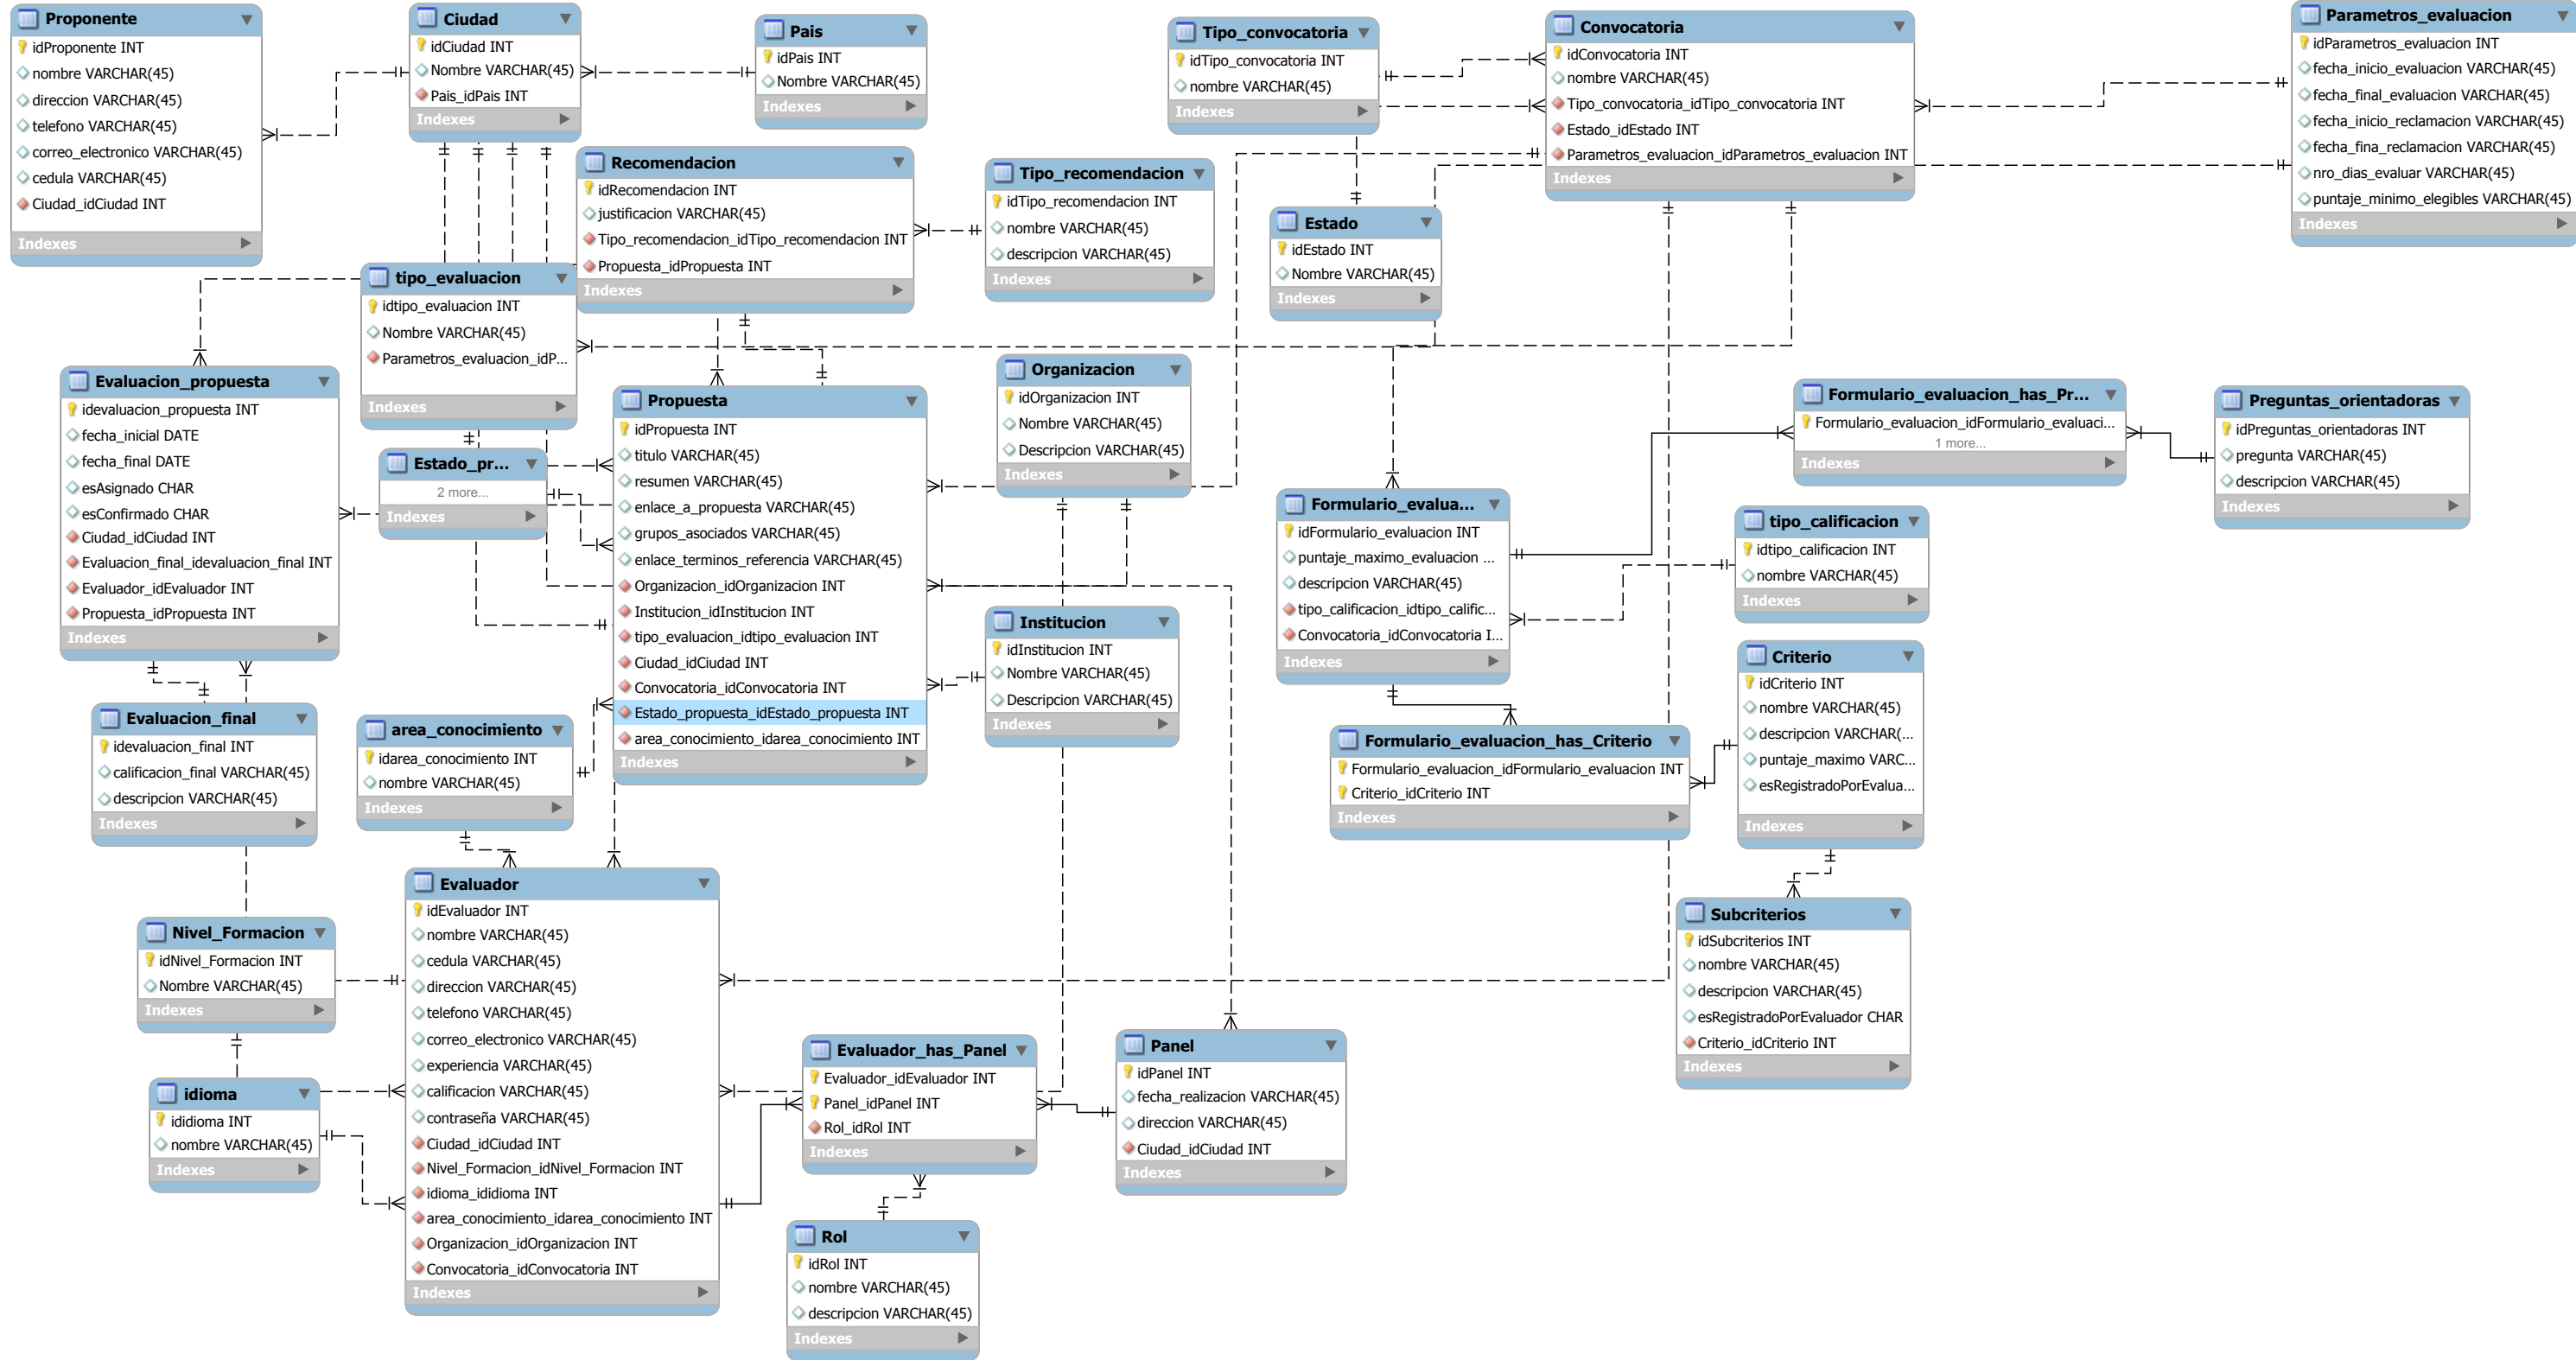 Proponente
idProponente INT
nombre VARCHAR(45)
direccion VARCHAR(45)
telefono VARCHAR(45)
correo_electronico VARCHAR(45)
cedula VARCHAR(45)
Ciudad_idCiudad INT
Indexes
Ciudad
idCiudad INT
Nombre VARCHAR(45)
Pais_idPais INT
Indexes
Pais
idPais INT
Nombre VARCHAR(45)
Indexes
Tipo_convocatoria
idTipo_convocatoria INT
nombre VARCHAR(45)
Indexes
Convocatoria
idConvocatoria INT
nombre VARCHAR(45)
Tipo_convocatoria_idTipo_convocatoria INT
Estado_idEstado INT
Parametros_evaluacion_idParametros_evaluacion INT
Indexes
Parametros_evaluacion
idParametros_evaluacion INT
fecha_inicio_evaluacion VARCHAR(45)
fecha_final_evaluacion VARCHAR(45)
fecha_inicio_reclamacion VARCHAR(45)
fecha_fina_reclamacion VARCHAR(45)
nro_dias_evaluar VARCHAR(45)
puntaje_minimo_elegibles VARCHAR(45)
Indexes
Recomendacion
idRecomendacion INT
justificacion VARCHAR(45)
Tipo_recomendacion_idTipo_recomendacion INT
Propuesta_idPropuesta INT
Indexes
Tipo_recomendacion
idTipo_recomendacion INT
nombre VARCHAR(45)
descripcion VARCHAR(45)
Indexes
Estado
idEstado INT
Nombre VARCHAR(45)
Indexes
tipo_evaluacion
idtipo_evaluacion INT
Nombre VARCHAR(45)
Parametros_evaluacion_idP...
Indexes
Evaluacion_propuesta
idevaluacion_propuesta INT
fecha_inicial DATE
fecha_final DATE
esAsignado CHAR
esConfirmado CHAR
Ciudad_idCiudad INT
Evaluacion_final_idevaluacion_final INT
Evaluador_idEvaluador INT
Propuesta_idPropuesta INT
Indexes
Estado_pr...
2 more...
Indexes
Propuesta
idPropuesta INT
titulo VARCHAR(45)
resumen VARCHAR(45)
enlace_a_propuesta VARCHAR(45)
grupos_asociados VARCHAR(45)
enlace_terminos_referencia VARCHAR(45)
Organizacion_idOrganizacion INT
Institucion_idInstitucion INT
tipo_evaluacion_idtipo_evaluacion INT
Ciudad_idCiudad INT
Convocatoria_idConvocatoria INT
Estado_propuesta_idEstado_propuesta INT
area_conocimiento_idarea_conocimiento INT
Indexes
Organizacion
idOrganizacion INT
Nombre VARCHAR(45)
Descripcion VARCHAR(45)
Indexes
Formulario_evaluacion_has_Pr...
Formulario_evaluacion_idFormulario_evaluaci...
1 more...
Indexes
Preguntas_orientadoras
idPreguntas_orientadoras INT
pregunta VARCHAR(45)
descripcion VARCHAR(45)
Indexes
Formulario_evalua...
idFormulario_evaluacion INT
puntaje_maximo_evaluacion ...
descripcion VARCHAR(45)
tipo_calificacion_idtipo_calific...
Convocatoria_idConvocatoria I...
Indexes
tipo_calificacion
idtipo_calificacion INT
nombre VARCHAR(45)
Indexes
Institucion
idInstitucion INT
Nombre VARCHAR(45)
Descripcion VARCHAR(45)
Indexes
Criterio
idCriterio INT
nombre VARCHAR(45)
descripcion VARCHAR(...
puntaje_maximo VARC...
esRegistradoPorEvalua...
Indexes
Evaluacion_final
idevaluacion_final INT
calificacion_final VARCHAR(45)
descripcion VARCHAR(45)
Indexes
area_conocimiento
idarea_conocimiento INT
nombre VARCHAR(45)
Indexes
Formulario_evaluacion_has_Criterio
Formulario_evaluacion_idFormulario_evaluacion INT
Criterio_idCriterio INT
Indexes
Evaluador
idEvaluador INT
nombre VARCHAR(45)
cedula VARCHAR(45)
direccion VARCHAR(45)
telefono VARCHAR(45)
correo_electronico VARCHAR(45)
experiencia VARCHAR(45)
calificacion VARCHAR(45)
contraseña VARCHAR(45)
Ciudad_idCiudad INT
Nivel_Formacion_idNivel_Formacion INT
idioma_ididioma INT
area_conocimiento_idarea_conocimiento INT
Organizacion_idOrganizacion INT
Convocatoria_idConvocatoria INT
Indexes
Subcriterios
idSubcriterios INT
nombre VARCHAR(45)
descripcion VARCHAR(45)
esRegistradoPorEvaluador CHAR
Criterio_idCriterio INT
Indexes
Nivel_Formacion
idNivel_Formacion INT
Nombre VARCHAR(45)
Indexes
idioma
ididioma INT
nombre VARCHAR(45)
Indexes
Evaluador_has_Panel
Evaluador_idEvaluador INT
Panel_idPanel INT
Rol_idRol INT
Indexes
Panel
idPanel INT
fecha_realizacion VARCHAR(45)
direccion VARCHAR(45)
Ciudad_idCiudad INT
Indexes
Rol
idRol INT
nombre VARCHAR(45)
descripcion VARCHAR(45)
Indexes